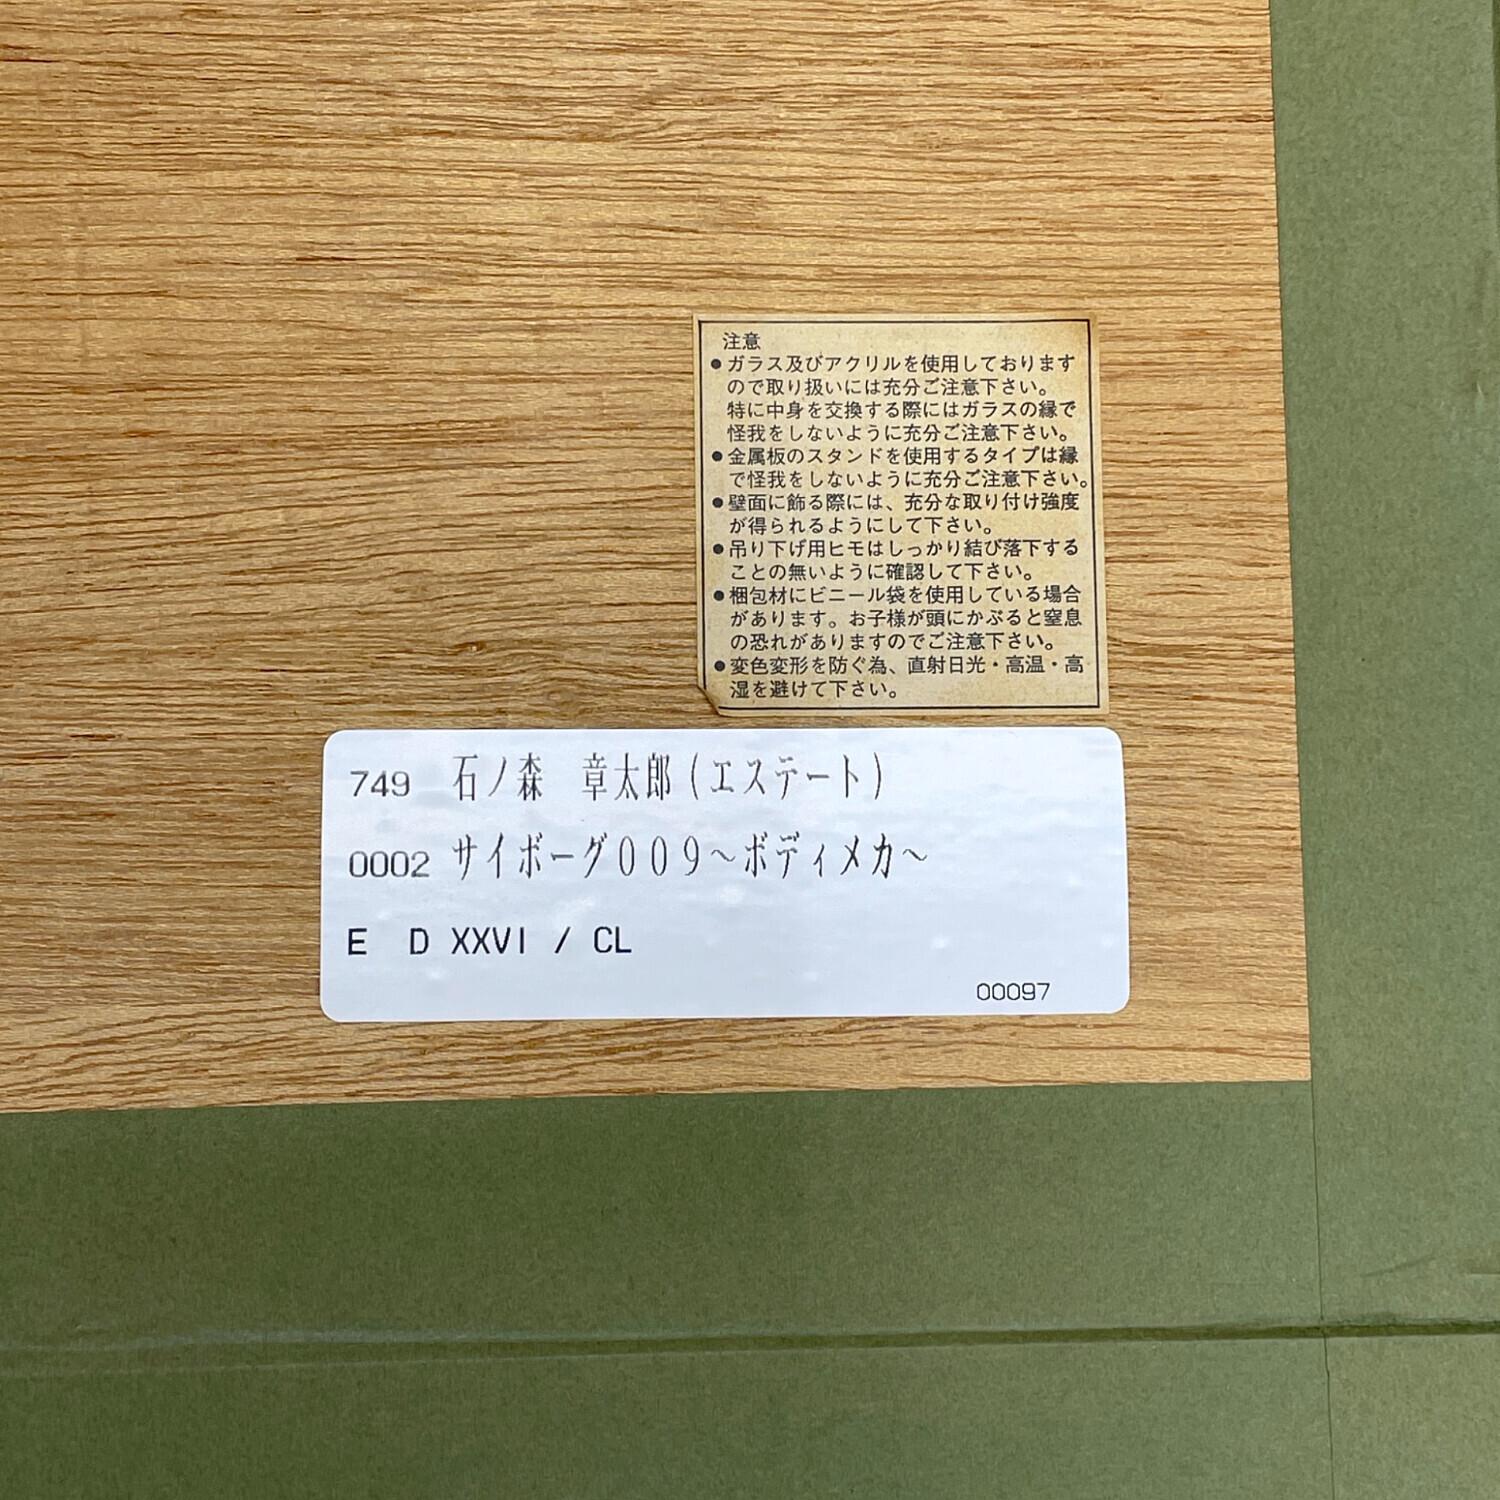 注意
●ガラス及びアクリルを使用しております
ので取り扱いには充分ご注意下さい。
特に中身を交換する際にはガラスの縁で
怪我をしないように充分ご注意下さい。
●金属板のスタンドを使用するタイプは縁
で怪我をしないように充分ご注意下さい。
●壁面に飾る際には、充分な取り付け強度
が得られるようにして下さい。
●吊り下げ用ヒモはしっかり結び落下する
ことの無いように確認して下さい。
●梱包材にビニール袋を使用している場合
があります。お子様が頭にかぶると窒息
の恐れがありますのでご注意下さい。
●変色変形を防ぐ為、直射日光・高温・高
湿を避けて下さい。
749 石ノ森 章太郎(エステート)
0002 サイボーグ009~ボディメカ~
E D XXVI / CL
00097